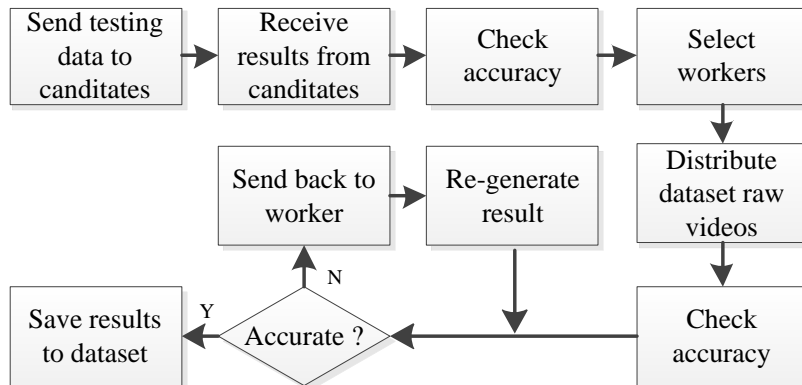 Send testing
data to
canditates
Receive
results from
canditates
Check
accuracy
Select
workers
Distribute
dataset raw
videos
Check
accuracy
Send back to
worker
Re-generate
result
N
Accurate ?
Y
Save results
to dataset